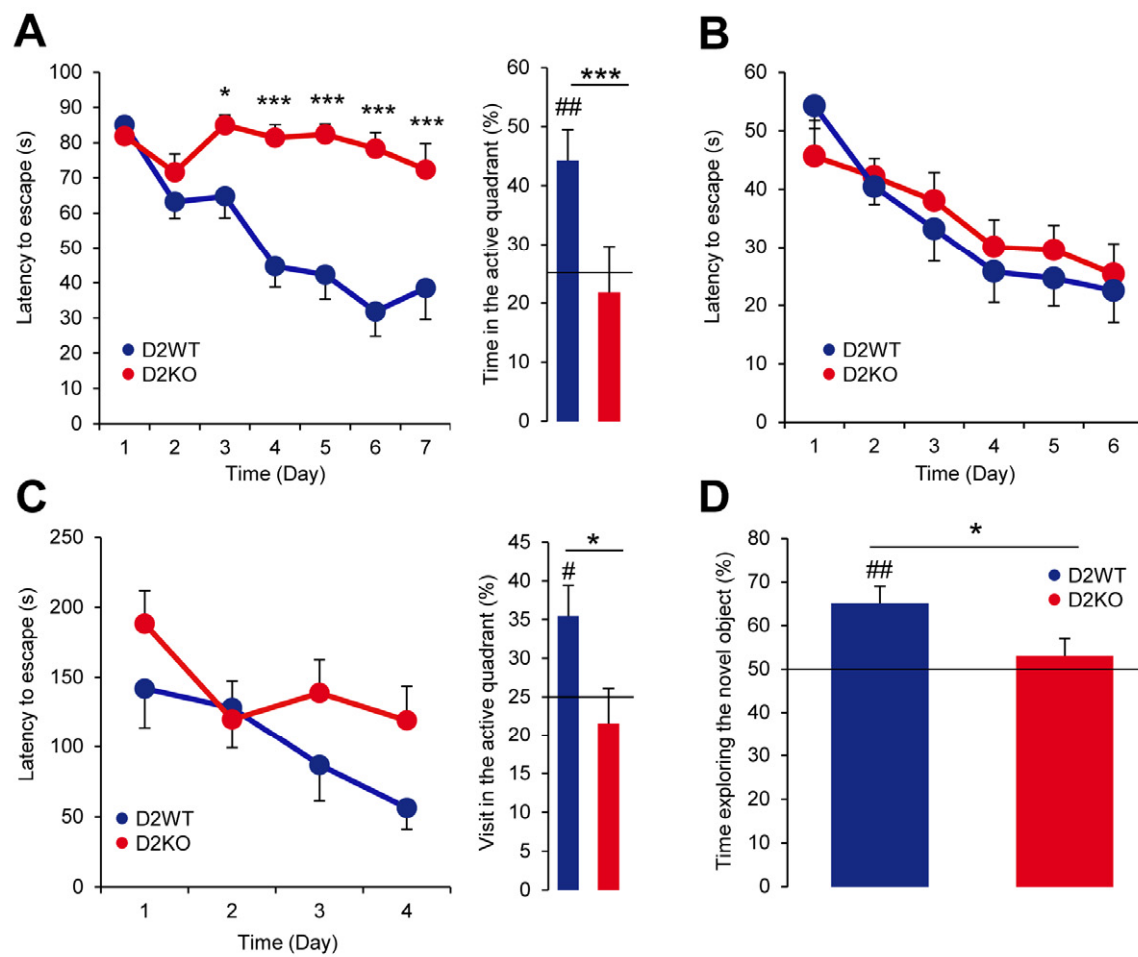 A
Latency to escape (s)
100
90
80
70
60
50
40
30
20
10
0
* *** *** *** ***
D2WT
D2KO
1 2 3 4 5 6 7
Time (Day)
Time in the active quadrant (%)
60
50
40
30
20
10
0
***
##
B
Latency to escape (s)
60
50
40
30
20
10
0
D2WT
D2KO
1 2 3 4 5 6
Time (Day)
C
Latency to escape (s)
250
200
150
100
50
0
D2WT
D2KO
1 2 3 4
Time (Day)
Visit in the active quadrant (%)
45
40
35
30
25
20
15
10
5
0
*
#
D
Time exploring the novel object (%)
80
70
60
50
40
30
20
10
0
*
##
D2WT
D2KO